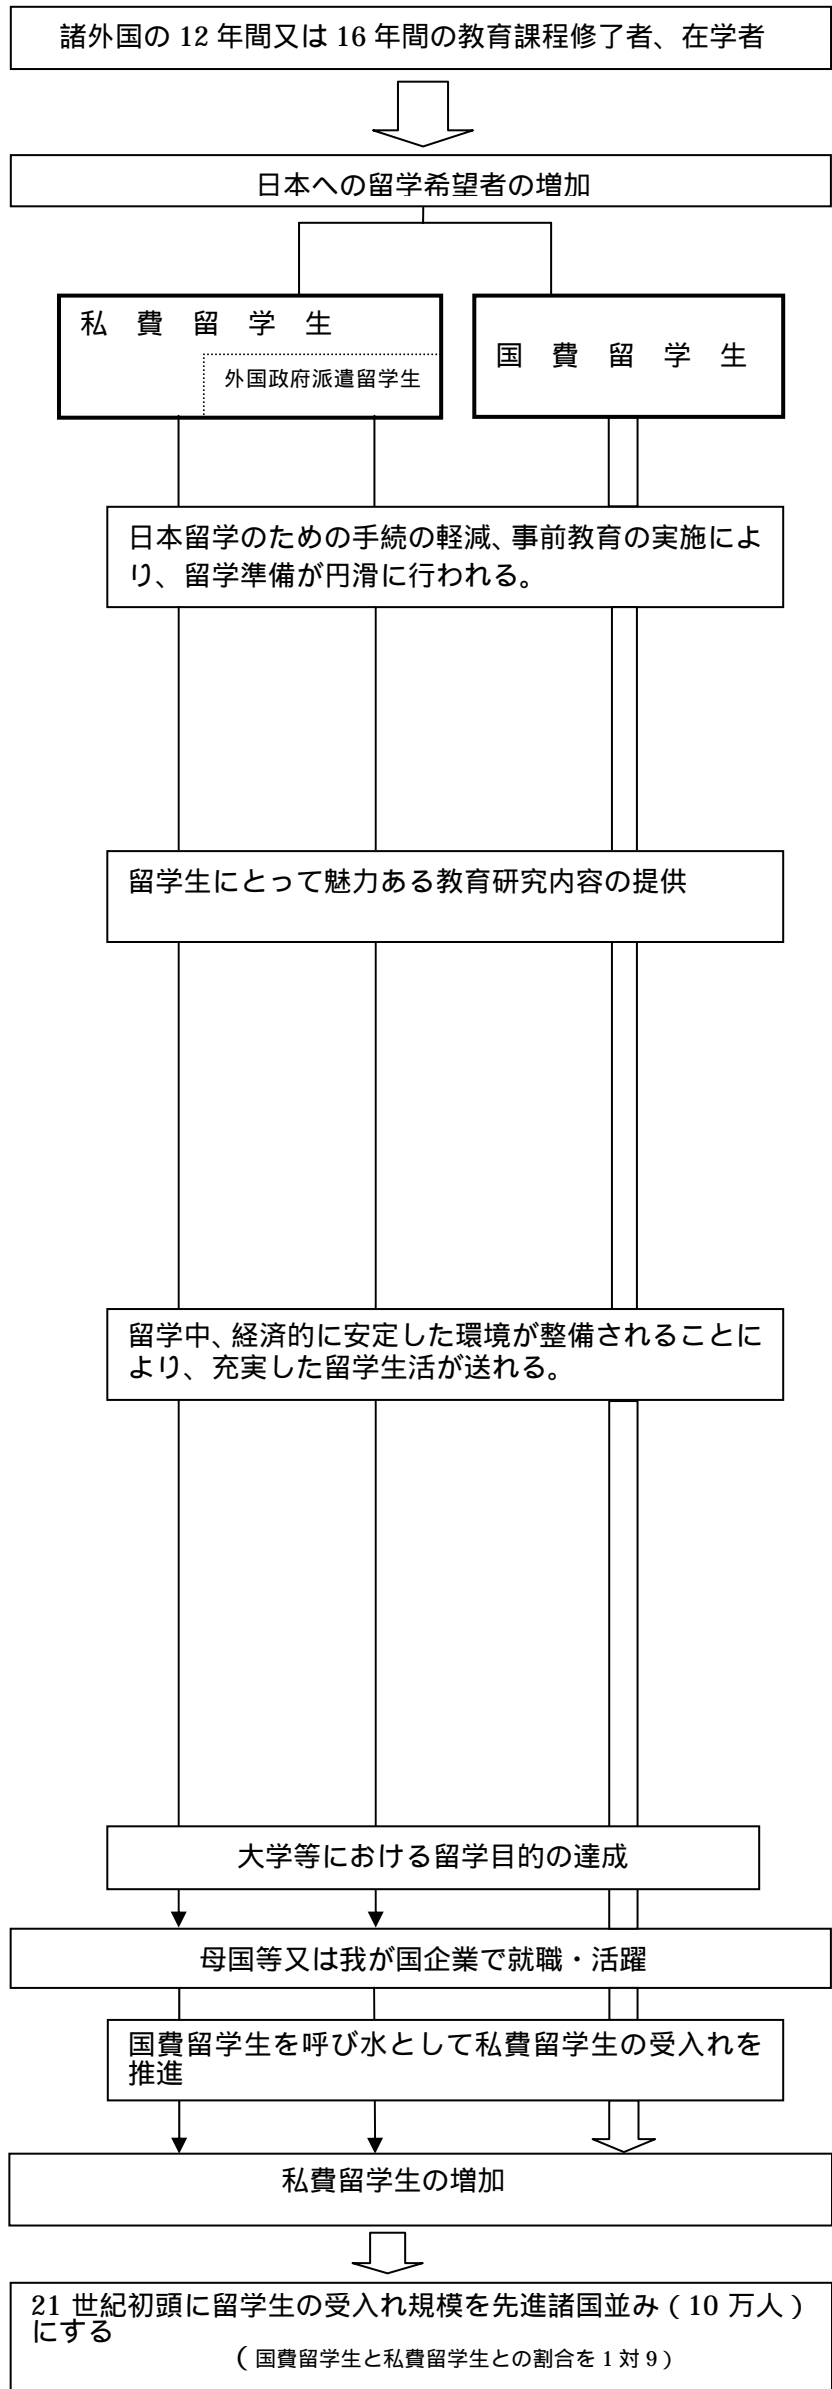 諸外国の 12 年間又は 16 年間の教育課程修了者、在学者
日本への留学希望者の増加
私 費 留 学 生
外国政府派遣留学生
国 費 留 学 生
日本留学のための手続の軽減、事前教育の実施によ
り、留学準備が円滑に行われる。
留学生にとって魅力ある教育研究内容の提供
留学中、経済的に安定した環境が整備されることに
より、充実した留学生活が送れる。
大学等における留学目的の達成
母国等又は我が国企業で就職・活躍
国費留学生を呼び水として私費留学生の受入れを
推進
私費留学生の増加
21 世紀初頭に留学生の受入れ規模を先進諸国並み ( 10 万人 )
にする
( 国費留学生と私費留学生との割合を 1 対 9 )